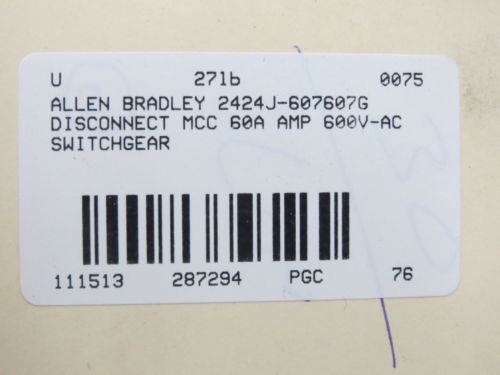 U 271b 0075
ALLEN BRADLEY 2424J-607607G
DISCONNECT MCC 60A AMP 600V-AC
SWITCHGEAR
111513 287294 PGC 76